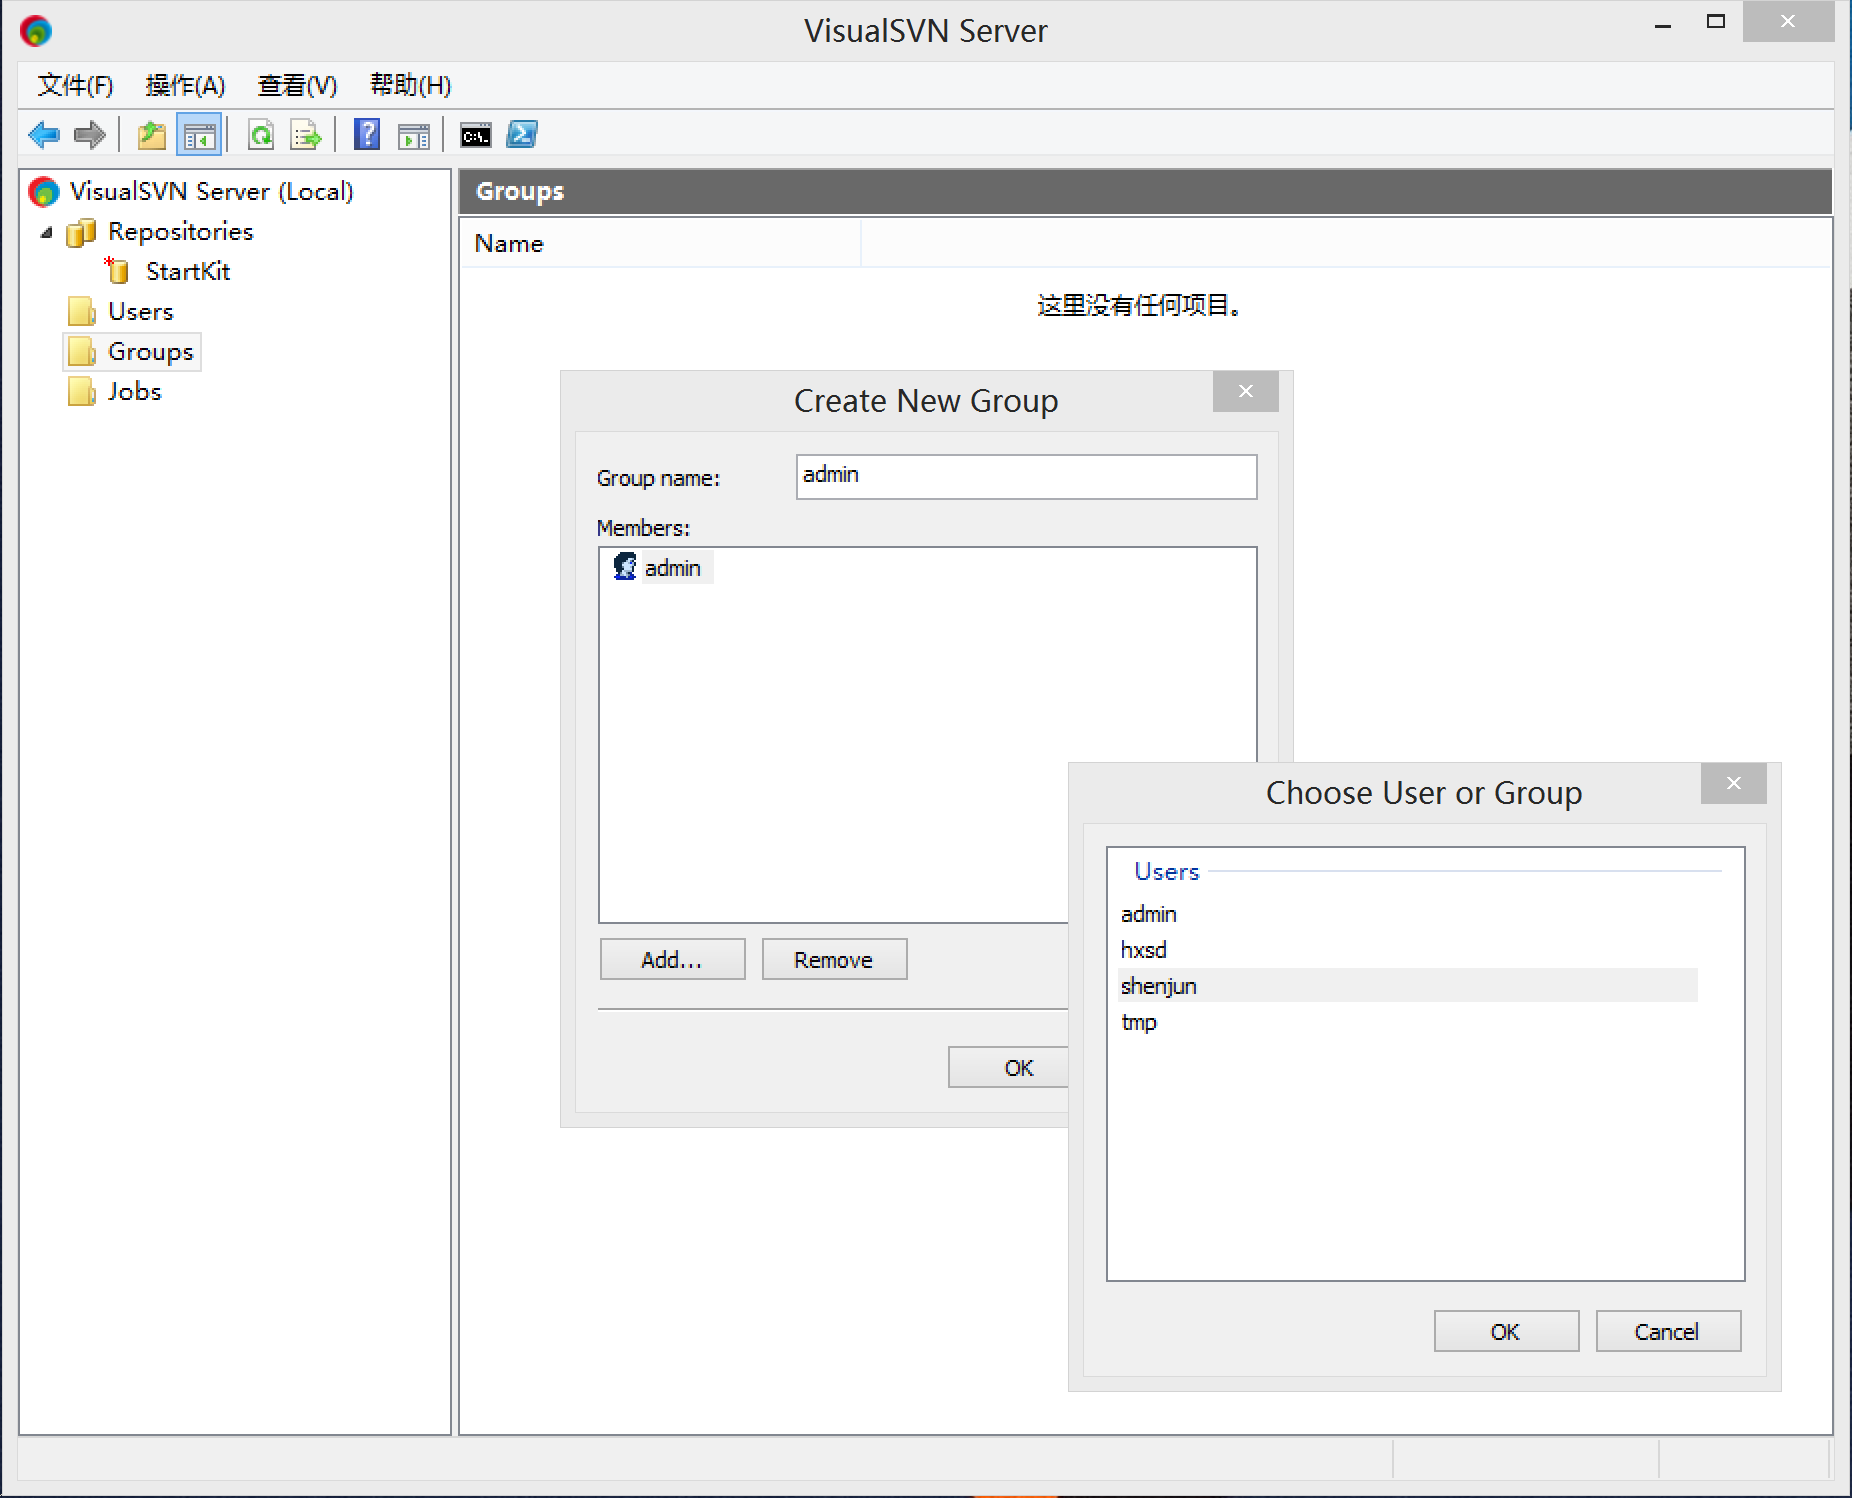 VisualSVN Server
文件(F) 操作(A) 查看(V) 帮助(H)
C:\.
VisualSVN Server (Local)
Repositories
StartKit
Users
Groups
Jobs
Groups
Name
这里没有任何项目。
Create New Group
Group name: admin
Members:
admin
Add... Remove
OK
Choose User or Group
Users
admin
hxsd
shenjun
tmp
OK Cancel